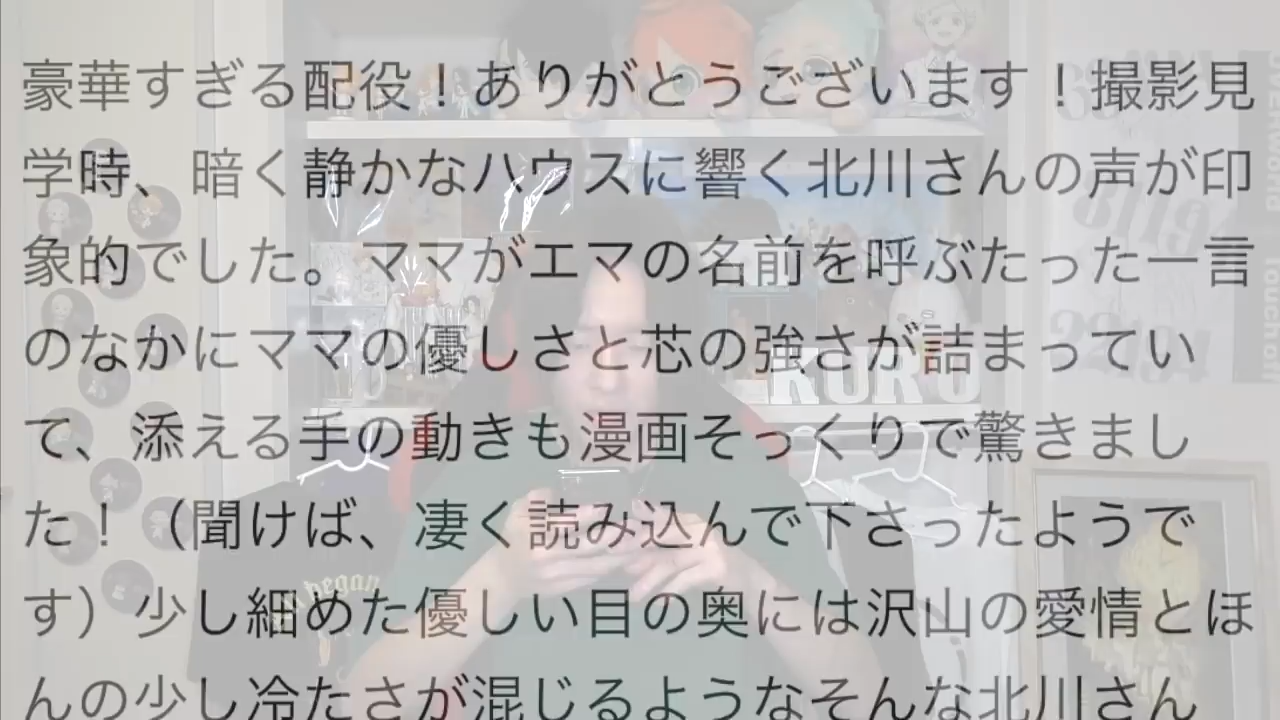 豪華すぎる配役！ありがとうございます！撮影見
学時、暗く静かなハウスに響く北川さんの声が印
象的でした。ママがエマの名前を呼ぶたった一言
のなかにママの優しさと芯の強さが詰まってい
て、添える手の動きも漫画そっくりで驚きまし
た！（聞けば、凄く読み込んで下さったようで
す）少し細めた優しい目の奥には沢山の愛情とほ
んの少し冷たさが混じるようなそんな北川さん
KURO
began